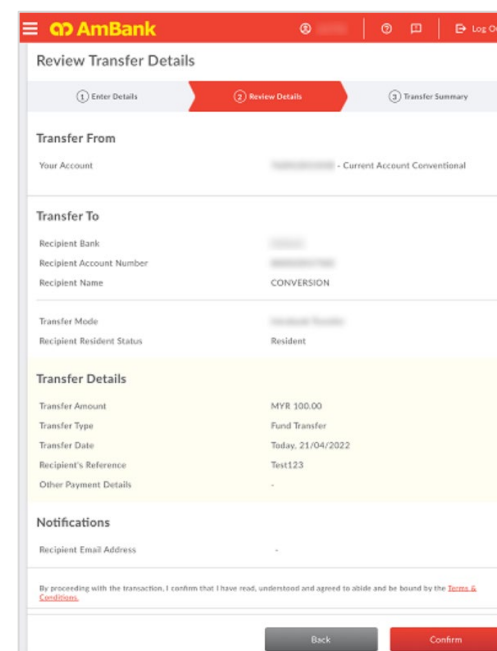 AmBank
Log O
Review Transfer Details
1 Enter Details
2 Review Details
3 Transfer Summary
Transfer From
Your Account - Current Account Conventional
Transfer To
Recipient Bank
Recipient Account Number
Recipient Name CONVERSION
Transfer Mode
Recipient Resident Status Resident
Transfer Details
Transfer Amount MYR 100.00
Transfer Type Fund Transfer
Transfer Date Today, 21/04/2022
Recipient's Reference Test123
Other Payment Details -
Notifications
Recipient Email Address -
By proceeding with the transaction, I confirm that I have read, understood and agreed to abide and be bound by the Terms &
Conditions.
Back Confirm